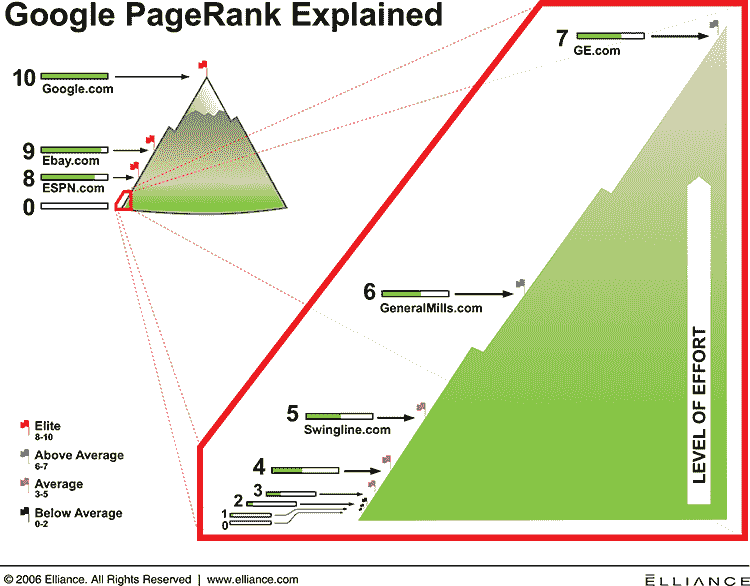 Google PageRank Explained
10
Google.com
9
Ebay.com
8
ESPN.com
0
7
GE.com
6
GeneralMills.com
5
Swingline.com
4
3
2
1
0
LEVEL OF EFFORT
Elite
8-10
Above Average
6-7
Average
3-5
Below Average
0-2
© 2006 Elliance. All Rights Reserved | www.elliance.com
ELLIANCE